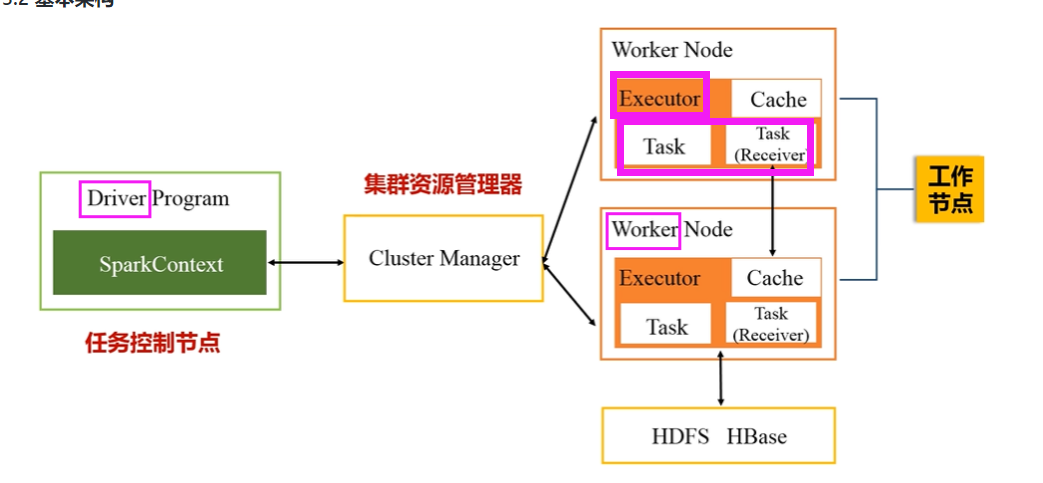 5.2 基本架构
Worker Node
Executor
Cache
Task
Task
(Receiver)
Driver Program
SparkContext
任务控制节点
集群资源管理器
Cluster Manager
工作
节点
Worker Node
Executor
Cache
Task
Task
(Receiver)
HDFS HBase